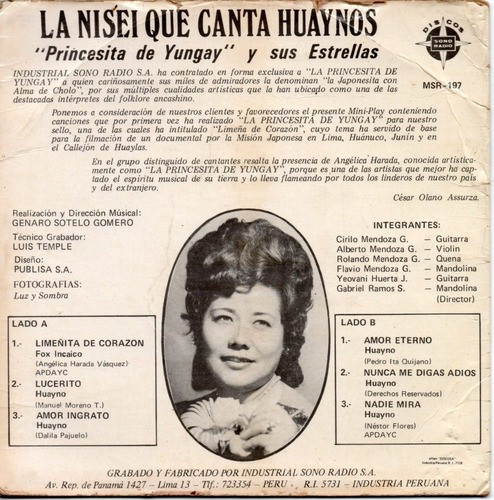 LA NISEI QUE CANTA HUAYNOS
"Princesita de Yungay" y sus Estrellas
DISCOS
SONO
RADIO
MSR-197
INDUSTRIAL SONO RADIO S.A. ha contratado en forma exclusiva a "LA PRINCESITA DE
YUNGAY" a quien cariñosamente sus miles de admiradores la denominan "la Japonesita con
Alma de Cholo", por sus múltiples cualidades artísticas que la han ubicado como una de las
destacadas intérpretes del folklore ancashino.
Ponemos a consideración de nuestros clientes y favorecedores el presente Mini-Play conteniendo
canciones que por primera vez ha realizado "LA PRINCESITA DE YUNGAY" para nuestro
sello, una de las cuales ha intitulado "Limeña de Corazón", cuyo tema ha servido de base
para la filmación de un documental por la Misión Japonesa en Lima, Huánuco, Junín y en
el Callejón de Huaylas.
En el grupo distinguido de cantantes resalta la presencia de Angélica Harada, conocida artística-
mente como "LA PRINCESITA DE YUNGAY", porque es una de las artistas que mejor ha cap-
tado el espíritu musical de su tierra y lo lleva flameando por todos los linderos de nuestro país
y del extranjero.
César Olano Assurza.
Realización y Dirección Músical:
GENARO SOTELO GOMERO
Técnico Grabador:
LUIS TEMPLE
Diseño:
PUBLISA S.A.
FOTOGRAFIAS:
Luz y Sombra
INTEGRANTES:
Cirilo Mendoza G. — Guitarra
Alberto Mendoza G. — Violin
Rolando Mendoza G. — Quena
Flavio Mendoza G. — Mandolina
Yeovani Huerta J. — Guitarra
Gabriel Ramos S. — Mandolina
(Director)
LADO A
1.- LIMEÑITA DE CORAZON
Fox Incaico
(Angélica Harada Vásquez)
APDAYC
2.- LUCERITO
Huayno
(Manuel Moreno T.)
3.- AMOR INGRATO
Huayno
(Dalila Pajuelo)
LADO B
1.- AMOR ETERNO
Huayno
(Pedro Ita Quijano)
2.- NUNCA ME DIGAS ADIOS
Huayno
(Derechos Reservados)
3.- NADIE MIRA
Huayno
(Néstor Flores)
APDAYC
GRABADO Y FABRICADO POR INDUSTRIAL SONO RADIO S.A.
Av. Rep. de Panamá 1427 – Lima 13 – Tlf.: 723354 – PERU – R.I. 5731 – INDUSTRIA PERUANA